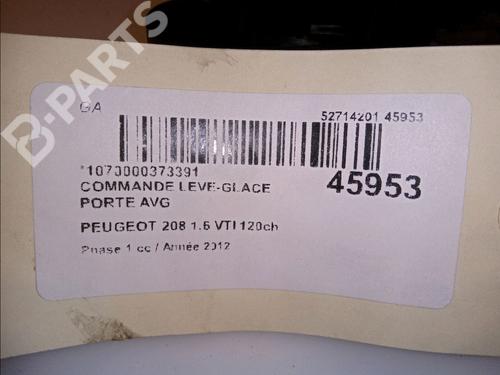 B-PARTS
GA
52714201 45953
*1070000373391
45953
COMMANDE LEVE-GLACE
PORTE AVG
PEUGEOT 208 1.6 VTI 120ch
Phase 1 cc / Année 2012